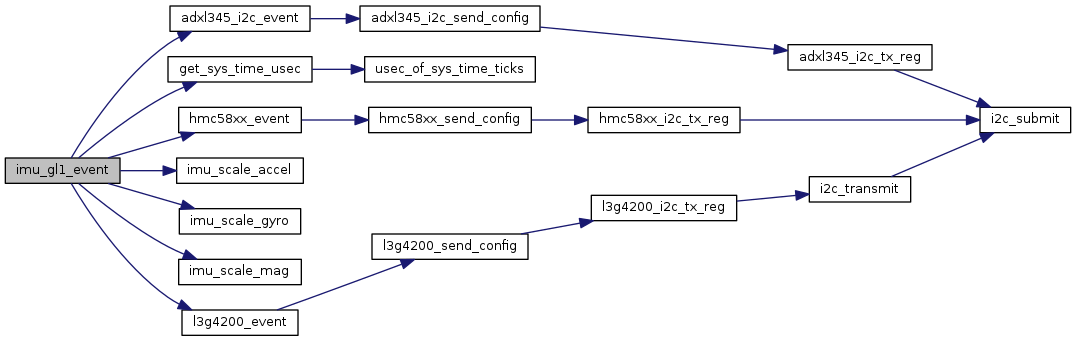 adxl345_i2c_event
adxl345_i2c_send_config
adxl345_i2c_tx_reg
get_sys_time_usec
usec_of_sys_time_ticks
hmc58xx_event
hmc58xx_send_config
hmc58xx_i2c_tx_reg
i2c_submit
imu_gl1_event
imu_scale_accel
i2c_transmit
imu_scale_gyro
l3g4200_i2c_tx_reg
l3g4200_send_config
imu_scale_mag
l3g4200_event